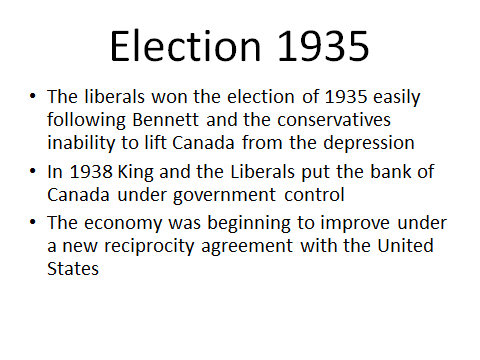 Election 1935
• The liberals won the election of 1935 easily
following Bennett and the conservatives
inability to lift Canada from the depression
• In 1938 King and the Liberals put the bank of
Canada under government control
• The economy was beginning to improve under
a new reciprocity agreement with the United
States